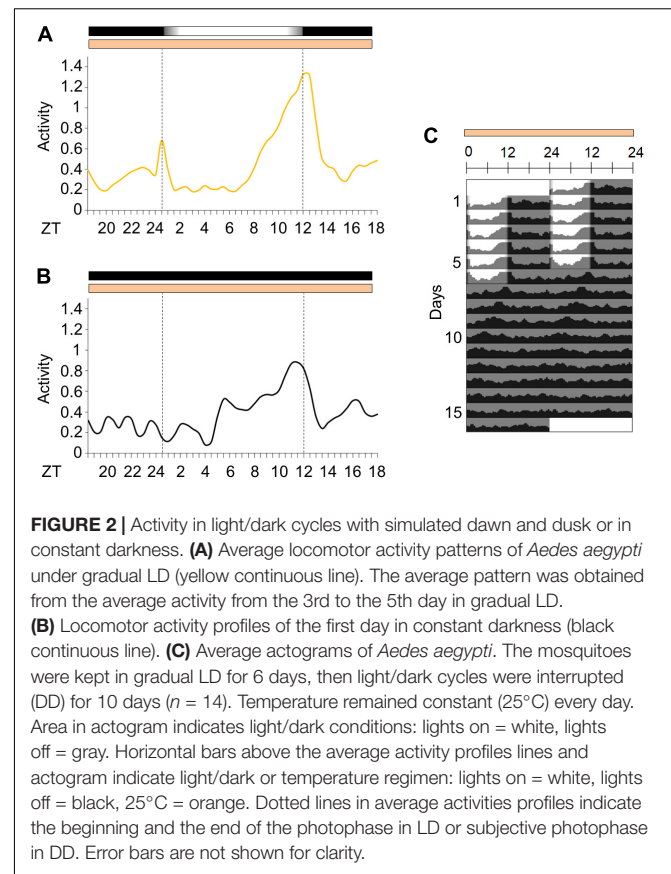 A
1.4
1.2
1
0.8
0.6
0.4
0.2
0
Activity
ZT 20 22 24 2 4 6 8 10 12 14 16 18
B
1.4
1.2
1
0.8
0.6
0.4
0.2
0
Activity
ZT 20 22 24 2 4 6 8 10 12 14 16 18
C
0 12 24 12 24
1
5
10
15
Days
FIGURE 2 | Activity in light/dark cycles with simulated dawn and dusk or in
constant darkness. (A) Average locomotor activity patterns of Aedes aegypti
under gradual LD (yellow continuous line). The average pattern was obtained
from the average activity from the 3rd to the 5th day in gradual LD.
(B) Locomotor activity profiles of the first day in constant darkness (black
continuous line). (C) Average actograms of Aedes aegypti. The mosquitoes
were kept in gradual LD for 6 days, then light/dark cycles were interrupted
(DD) for 10 days (n = 14). Temperature remained constant (25°C) every day.
Area in actogram indicates light/dark conditions: lights on = white, lights
off = gray. Horizontal bars above the average activity profiles lines and
actogram indicate light/dark or temperature regimen: lights on = white, lights
off = black, 25°C = orange. Dotted lines in average activities profiles indicate
the beginning and the end of the photophase in LD or subjective photophase
in DD. Error bars are not shown for clarity.